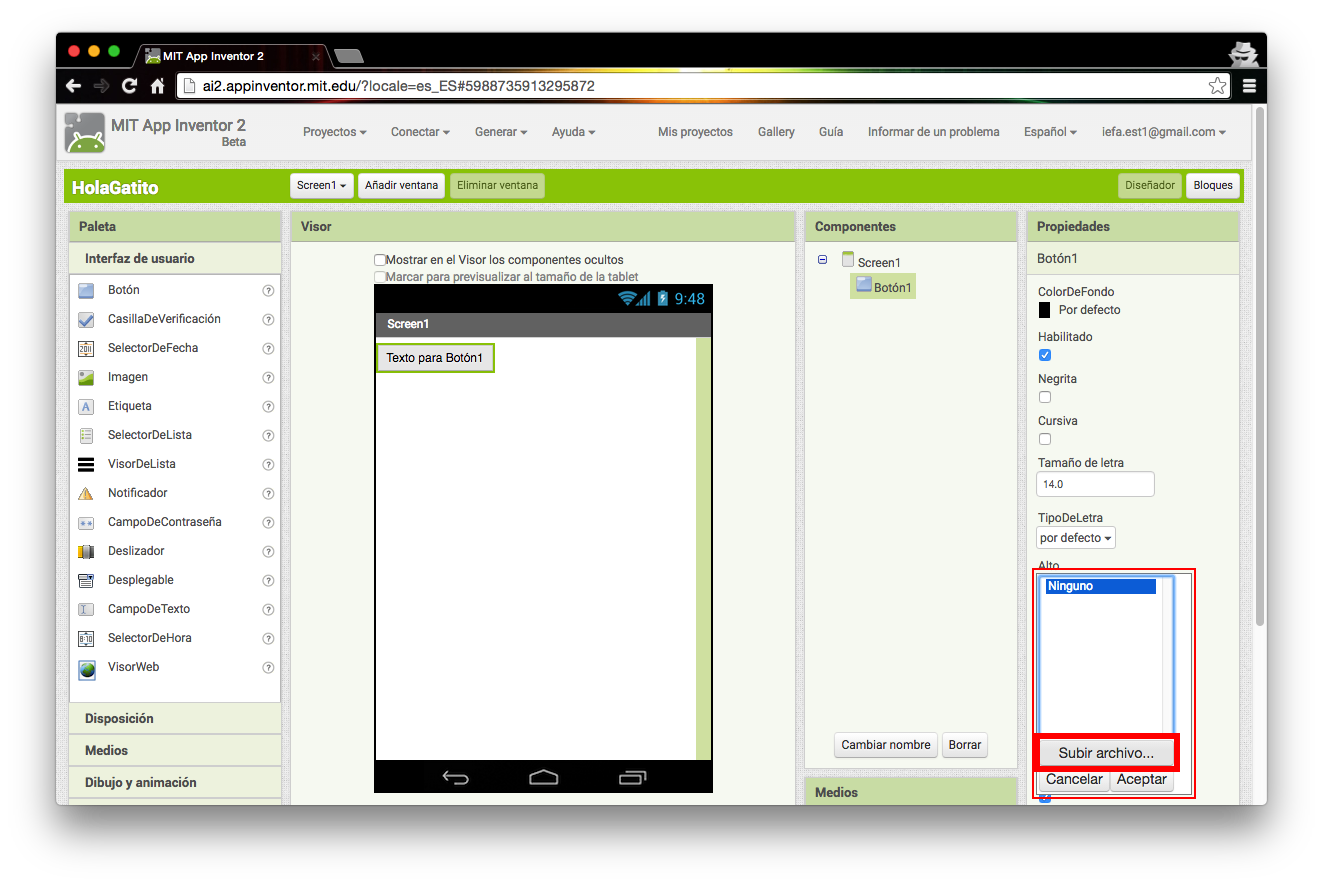 MIT App Inventor 2
ai2.appinventor.mit.edu/?locale=es_ES#5988735913295872
MIT App Inventor 2
Beta
Proyectos Conectar Generar Ayuda Mis proyectos Gallery Guía Informar de un problema Español iefa.est1@gmail.com
HolaGatito
Screen1 Añadir ventana Eliminar ventana Diseñador Bloques
Paleta
Interfaz de usuario
Botón ?
CasillaDeVerificación ?
SelectorDeFecha ?
Imagen ?
A Etiqueta ?
SelectorDeLista ?
VisorDeLista ?
Notificador ?
** CampoDeContraseña ?
Deslizador ?
Desplegable ?
CampoDeTexto ?
SelectorDeHora ?
VisorWeb ?
Disposición
Medios
Dibujo y animación
Visor
Mostrar en el Visor los componentes ocultos
Marcar para previsualizar al tamaño de la tablet
9:48
Screen1
Texto para Botón1
Componentes
Screen1
Botón1
Cambiar nombre Borrar
Medios
Propiedades
Botón1
ColorDeFondo
Por defecto
Habilitado
Negrita
Cursiva
Tamaño de letra
14.0
TipoDeLetra
por defecto
Alto
Ninguno
Subir archivo...
Cancelar Aceptar